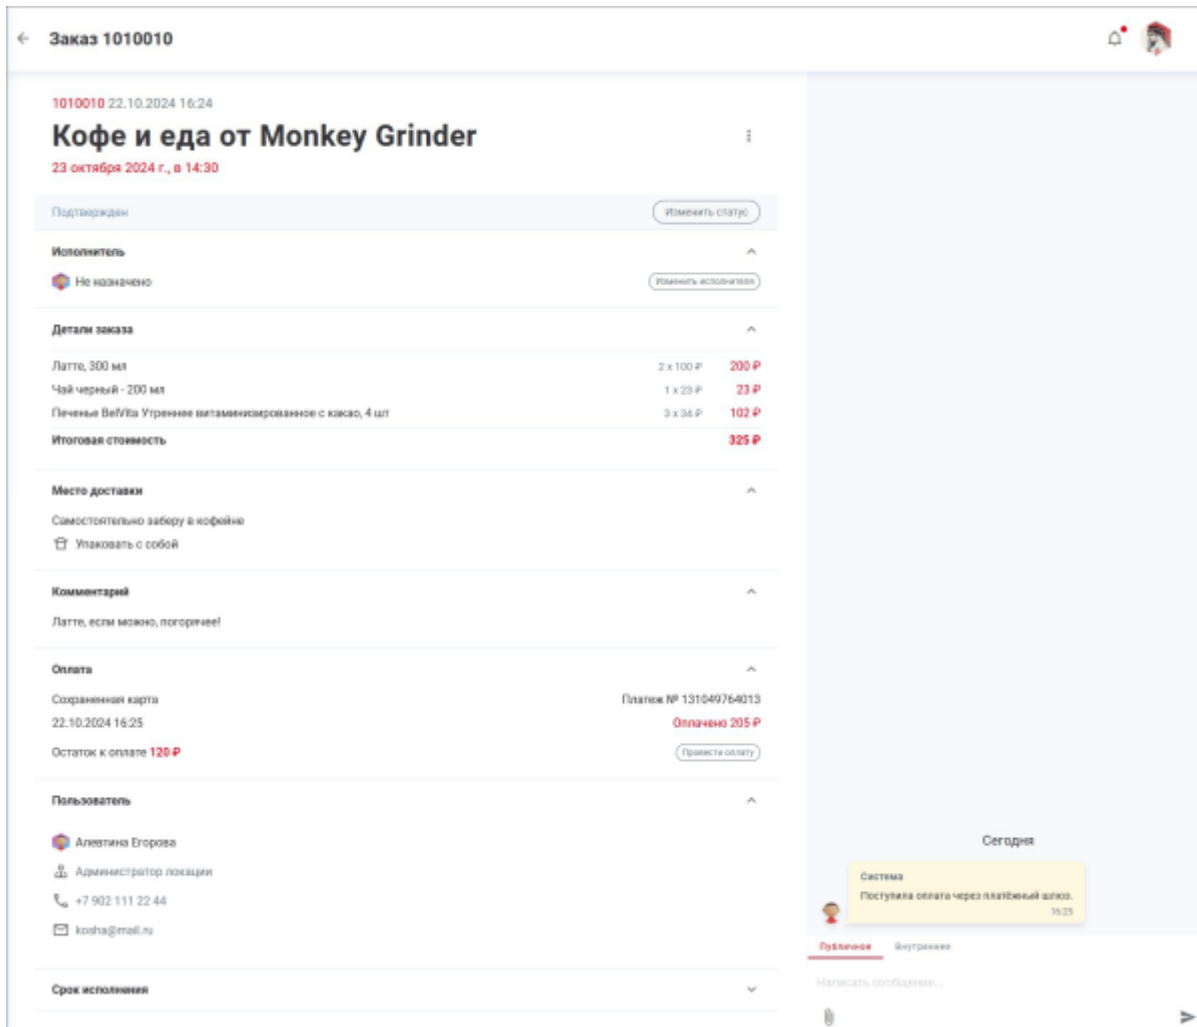 Заказ 1010010
1010010 22.10.2024 16:24
Кофе и еда от Monkey Grinder
23 октября 2024 г., в 14:30
Подтвержден
Изменить статус
Исполнитель
Не назначено
Изменить исполнителя
Детали заказа
Латте, 300 мл 2 x 100 ₽ 200 ₽
Чай черный - 200 мл 1 x 23 ₽ 23 ₽
Печенье BelVita Утреннее витаминизированное с какао, 4 шт 3 x 34 ₽ 102 ₽
Итоговая стоимость 325 ₽
Место доставки
Самостоятельно заберу в кофейне
Упаковать с собой
Комментарий
Латте, если можно, погорячее!
Оплата
Сохраненная карта Платеж № 131049764013
22.10.2024 16:25 Оплачено 205 ₽
Остаток к оплате 120 ₽ Провести оплату
Пользователь
Алевтина Егорова
Администратор локации
+7 902 111 22 44
kosha@mail.ru
Срок исполнения
Сегодня
Система
Поступила оплата через платёжный шлюз.
16:25
Публичное Внутреннее
Написать сообщение...